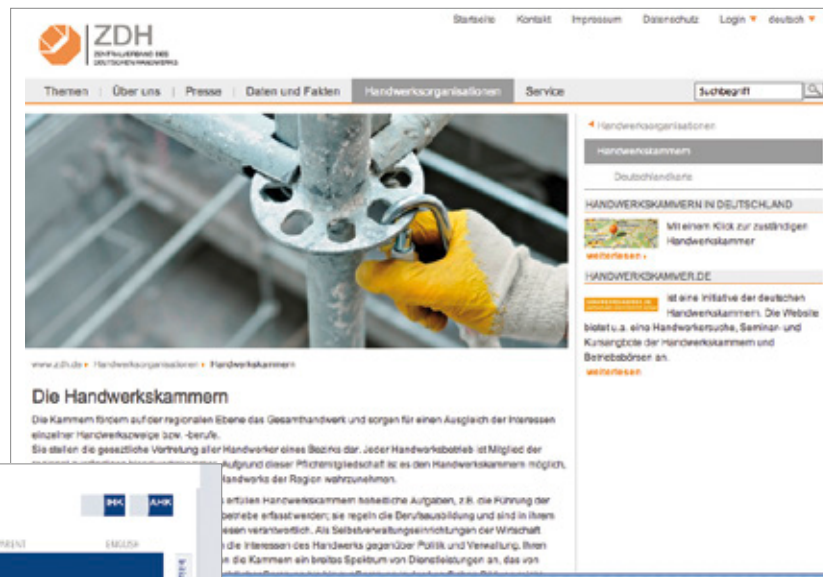 Startseite Kontakt Impressum Datenschutz Login deutsch
ZDH
ZENTRALVERBAND DES
DEUTSCHEN HANDWERKS
Themen | Über uns | Presse | Daten und Fakten Handwerksorganisationen Service Suchbegriff
Handwerksorganisationen
Handwerkskammern
Deutschlandkarte
HANDWERKSKAMMERN IN DEUTSCHLAND
Mit einem Klick zur zuständigen
Handwerkskammer
weiterlesen
HANDWERKSKAMMER.DE
ist eine Initiative der deutschen
Handwerkskammern. Die Website
bietet u.a. eine Handwerkersuche, Seminar- und
Kursangebote der Handwerkskammern und
Betriebsbörsen an.
weiterlesen
www.zdh.de Handwerksorganisationen Handwerkskammern
Die Handwerkskammern
Die Kammern fördern auf der regionalen Ebene das Gesamthandwerk und sorgen für einen Ausgleich der Interessen
einzelner Handwerkszweige bzw. -berufe.
Sie stellen die gesetzliche Vertretung aller Handwerker eines Bezirks dar. Jeder Handwerksbetrieb ist Mitglied der
Aufgrund dieser Pflichtmitgliedschaft ist es den Handwerkskammern möglich,
Handwerks der Region wahrzunehmen.
erfüllen Handwerkskammern hoheitliche Aufgaben, z.B. die Führung der
betriebe erfasst werden; sie regeln die Berufsausbildung und sind in ihrem
verantwortlich. Als Selbstverwaltungseinrichtungen der Wirtschaft
die Interessen des Handwerks gegenüber Politik und Verwaltung. Ihren
die Kammern ein breites Spektrum von Dienstleistungen an, das von
IHK AHK
ENGLISH